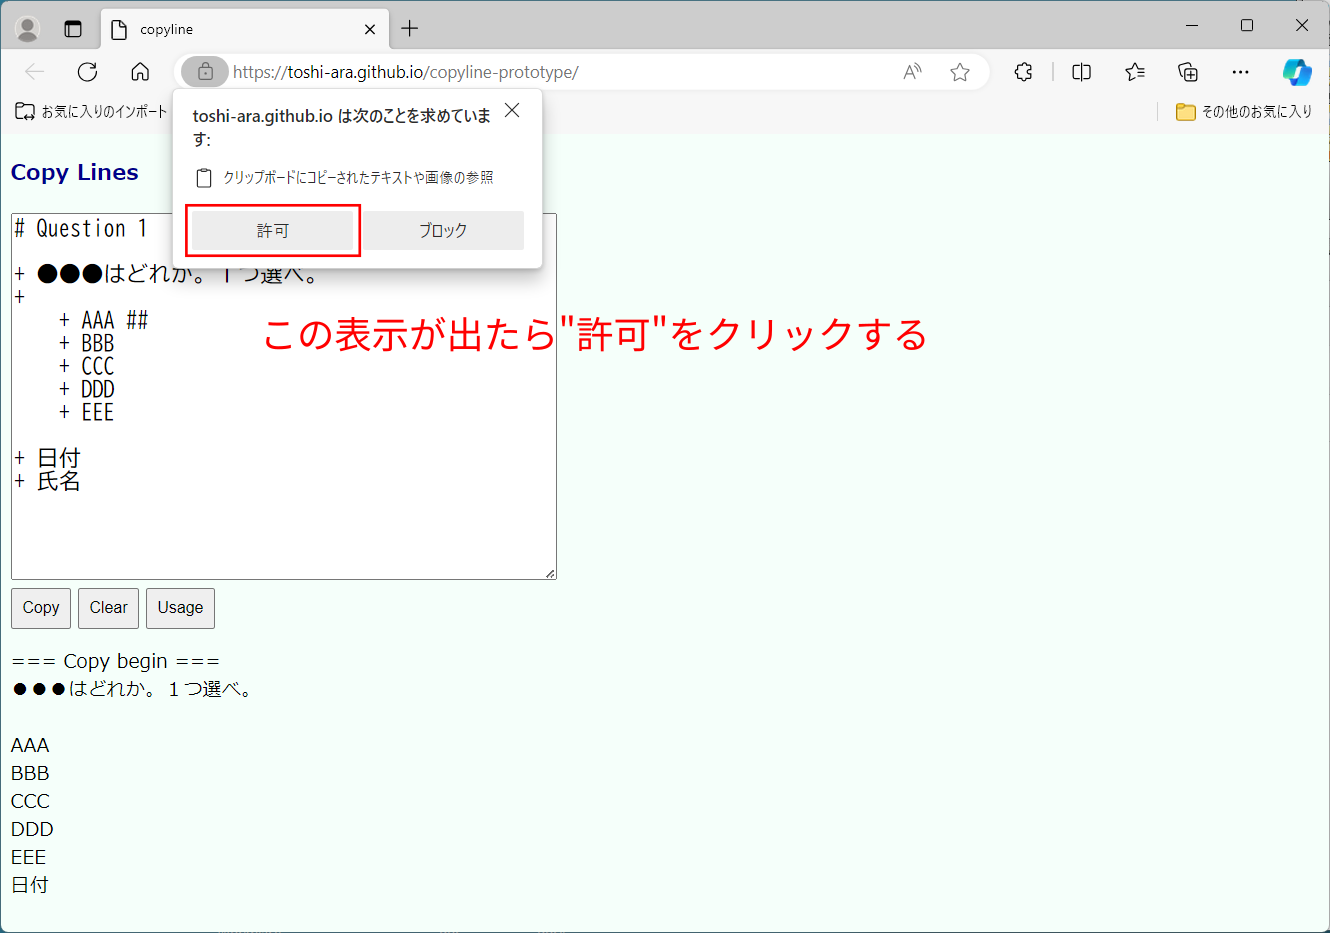 copyline
https://toshi-ara.github.io/copyline-prototype/
お気に入りのインポート
その他のお気に入り
toshi-ara.github.io は次のことを求めていま
す:
クリップボードにコピーされたテキストや画像の参照
許可
ブロック
Copy Lines
# Question 1
+ ●●●はどれか。１つ選べ。
+
+ AAA ##
+ BBB
+ CCC
+ DDD
+ EEE
+ 日付
+ 氏名
この表示が出たら"許可"をクリックする
Copy
Clear
Usage
=== Copy begin ===
●●●はどれか。１つ選べ。
AAA
BBB
CCC
DDD
EEE
日付